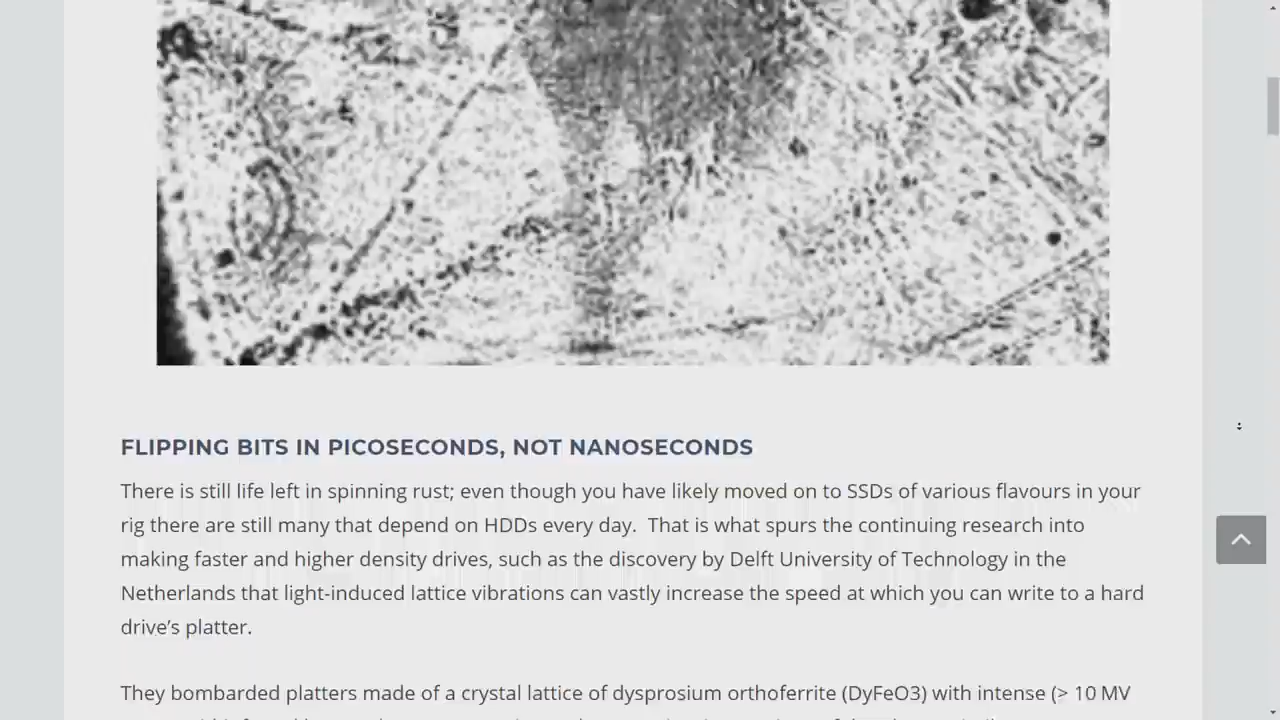 FLIPPING BITS IN PICOSECONDS, NOT NANOSECONDS
There is still life left in spinning rust; even though you have likely moved on to SSDs of various flavours in your
rig there are still many that depend on HDDs every day.  That is what spurs the continuing research into
making faster and higher density drives, such as the discovery by Delft University of Technology in the
Netherlands that light-induced lattice vibrations can vastly increase the speed at which you can write to a hard
drive’s platter.
They bombarded platters made of a crystal lattice of dysprosium orthoferrite (DyFeO3) with intense (> 10 MV